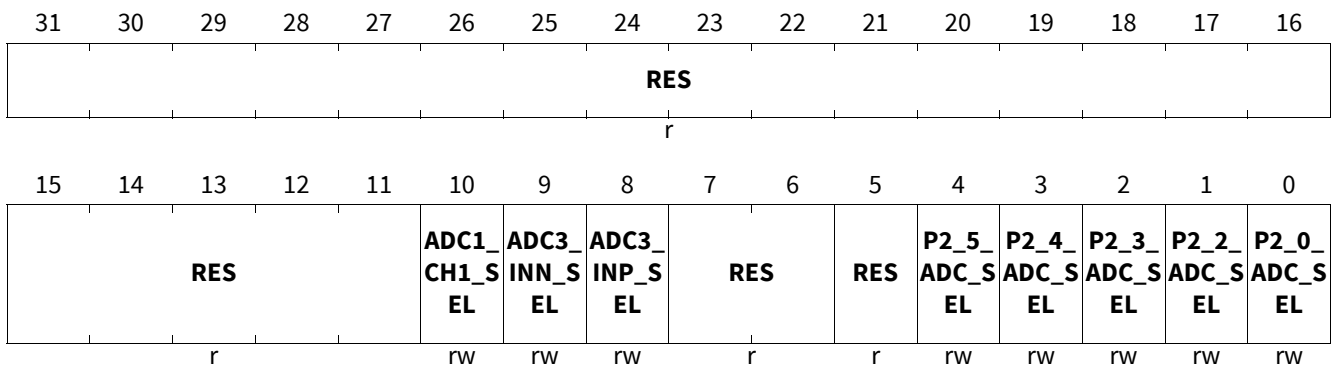 31 30 29 28 27 26 25 24 23 22 21 20 19 18 17 16
RES
r
15 14 13 12 11 10 9 8 7 6 5 4 3 2 1 0
ADC1_ ADC3_ ADC3_ P2_5_ P2_4_ P2_3_ P2_2_ P2_0_
RES CH1_S INN_S INP_S RES RES ADC_S ADC_S ADC_S ADC_S ADC_S
EL EL EL EL EL EL EL EL
r rw rw rw r r rw rw rw rw rw